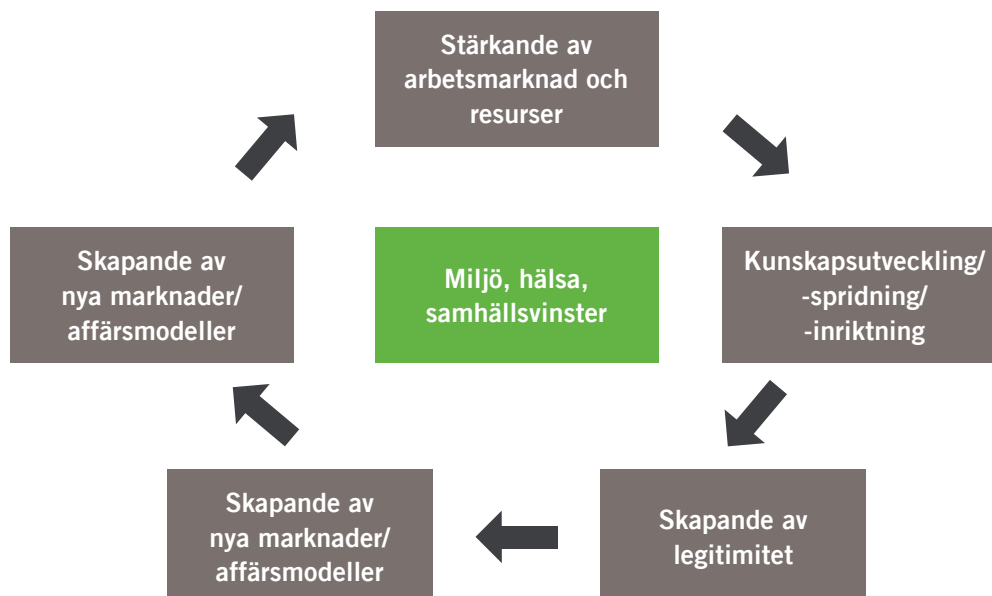 Stärkande av
arbetsmarknad och
resurser
Skapande av
nya marknader/
affärsmodeller
Miljö, hälsa,
samhällsvinster
Kunskapsutveckling/
-spridning/
-inriktning
Skapande av
nya marknader/
affärsmodeller
Skapande av
legitimitet